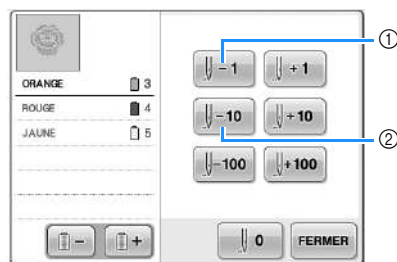 − 1 + 1 ①
ORANGE 3
ROUGE 4
− 10 + 10
JAUNE 5 ②
−100 +100
− + 0 FERMER